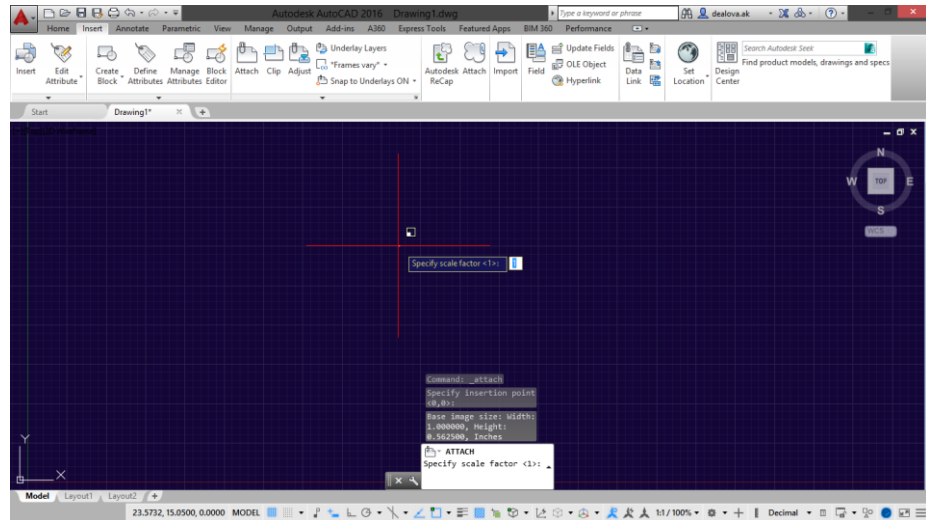 Autodesk AutoCAD 2016 Drawing1.dwg
Type a keyword or phrase
dealova.ak
Home Insert Annotate Parametric View Manage Output Add-ins A360 Express Tools Featured Apps BIM 360 Performance
Insert
Edit Attribute
Create Block
Define Attributes
Manage Attributes
Block Editor
Attach
Clip
Adjust
Underlay Layers
*Frames vary*
Snap to Underlays ON
Autodesk ReCap
Attach
Import
Field
Update Fields
OLE Object
Hyperlink
Data Link
Set Location
Design Center
Search Autodesk Seek
Find product models, drawings and specs
Start Drawing1*
N
W TOP E
S
WCS
Specify scale factor <1>: 1
Command: _attach
Specify insertion point
<0,0>:
Base image size: Width:
1.000000, Height:
0.562500, Inches
ATTACH
Specify scale factor <1>:
Y
X
Model Layout1 Layout2
23.5732, 15.0500, 0.0000 MODEL 1:1 / 100% Decimal